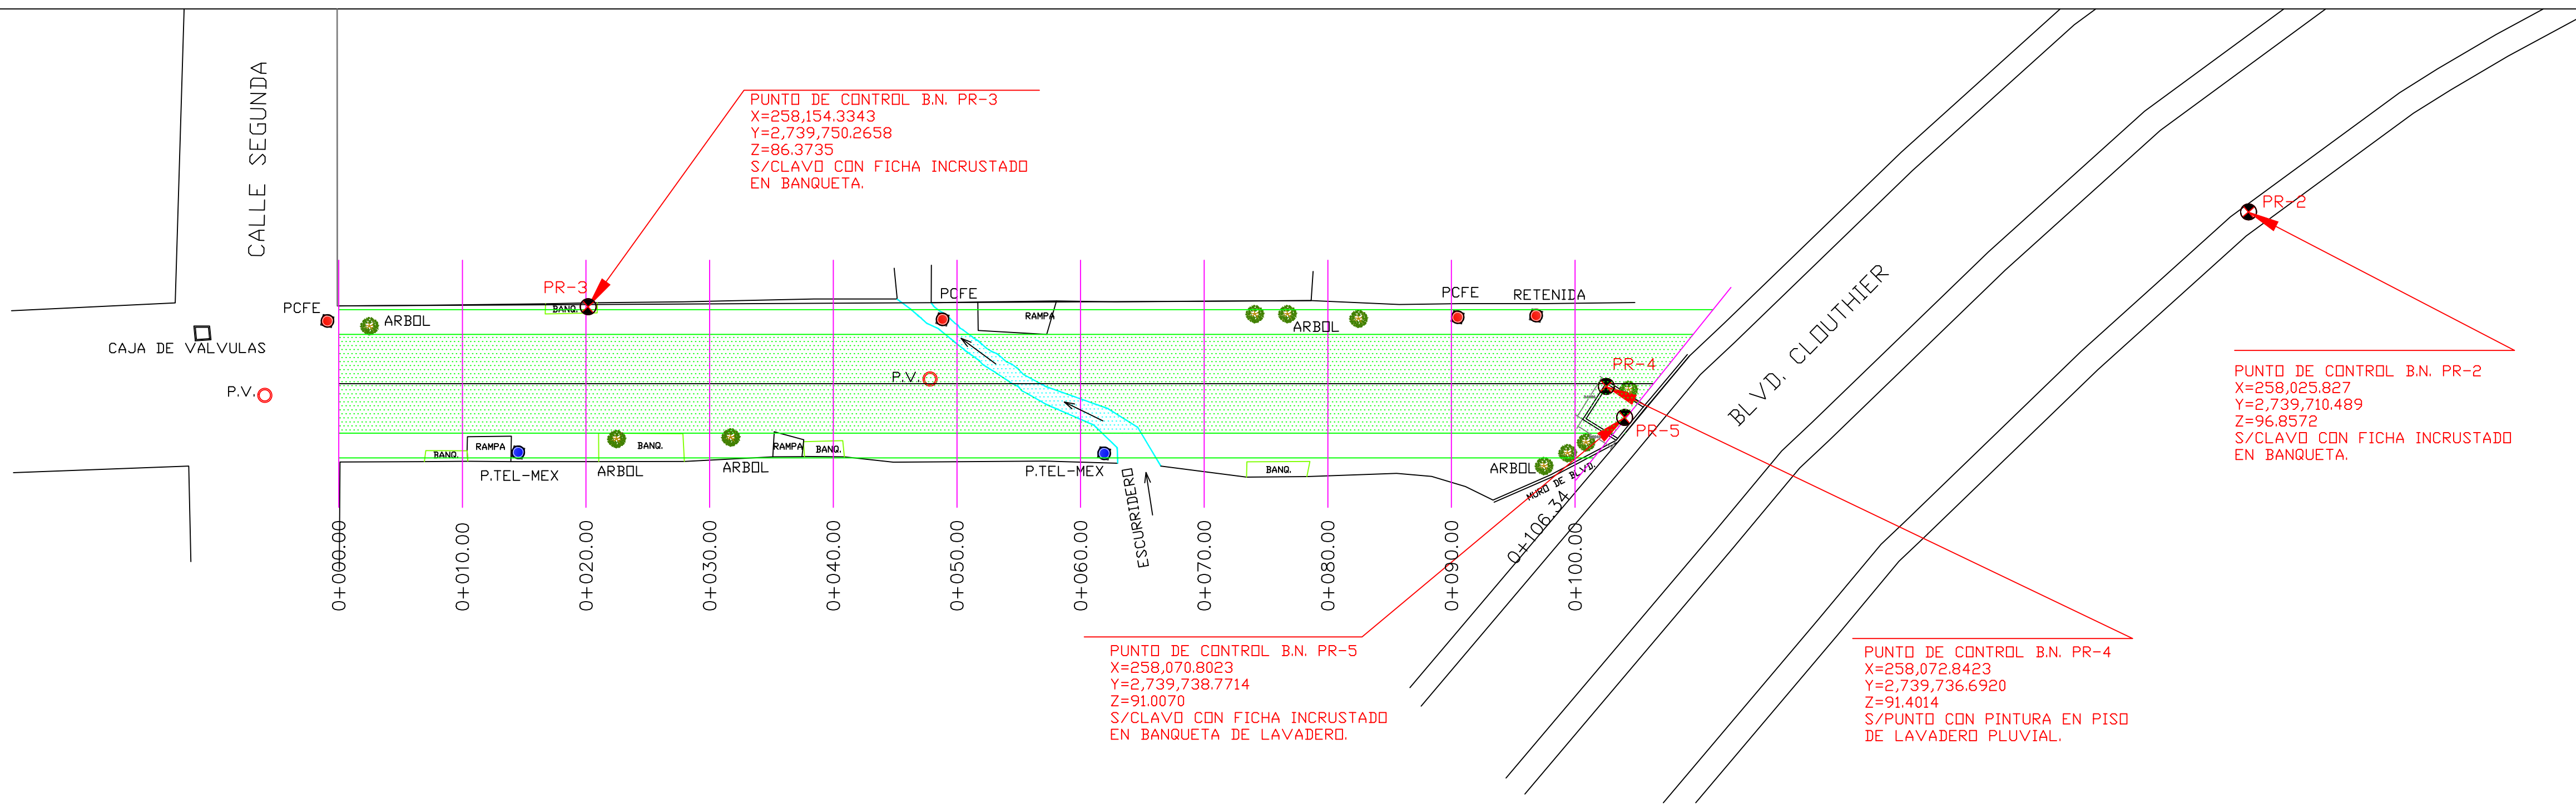 CALLE SEGUNDA
PUNTO DE CONTROL B.N. PR-3
X=258,154.3343
Y=2,739,750.2658
Z=86.3735
S/CLAVO CON FICHA INCRUSTADO
EN BANQUETA.
PR-2
PUNTO DE CONTROL B.N. PR-2
X=258,025.827
Y=2,739,710.489
Z=96.8572
S/CLAVO CON FICHA INCRUSTADO
EN BANQUETA.
BLVD. CLOUTHIER
PR-3
PCFE
BANQ.
ARBOL
PCFE
RAMPA
ARBOL
PCFE
RETENIDA
CAJA DE VALVULAS
P.V.
P.V.
PR-4
PR-5
BANQ.
RAMPA
P.TEL-MEX
BANQ.
ARBOL
ARBOL
RAMPA
BANQ.
P.TEL-MEX
ESCURRIDERO
BANQ.
ARBOL
MURO DE BLVD.
0+106.34
0+000.00
0+010.00
0+020.00
0+030.00
0+040.00
0+050.00
0+060.00
0+070.00
0+080.00
0+090.00
0+100.00
PUNTO DE CONTROL B.N. PR-5
X=258,070.8023
Y=2,739,738.7714
Z=91.0070
S/CLAVO CON FICHA INCRUSTADO
EN BANQUETA DE LAVADERO.
PUNTO DE CONTROL B.N. PR-4
X=258,072.8423
Y=2,739,736.6920
Z=91.4014
S/PUNTO CON PINTURA EN PISO
DE LAVADERO PLUVIAL.